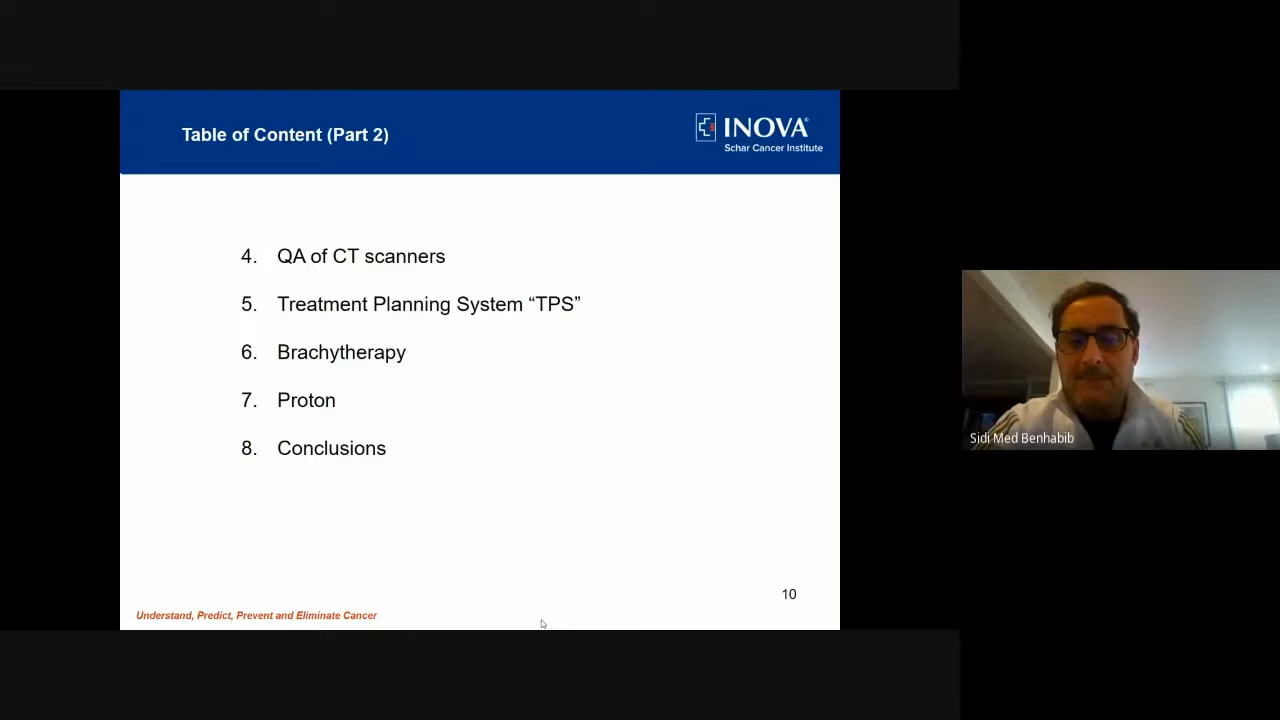 Table of Content (Part 2)
INOVA®
Schar Cancer Institute
4. QA of CT scanners
5. Treatment Planning System “TPS”
6. Brachytherapy
7. Proton
8. Conclusions
10
Understand, Predict, Prevent and Eliminate Cancer
Sidi Med Benhabib